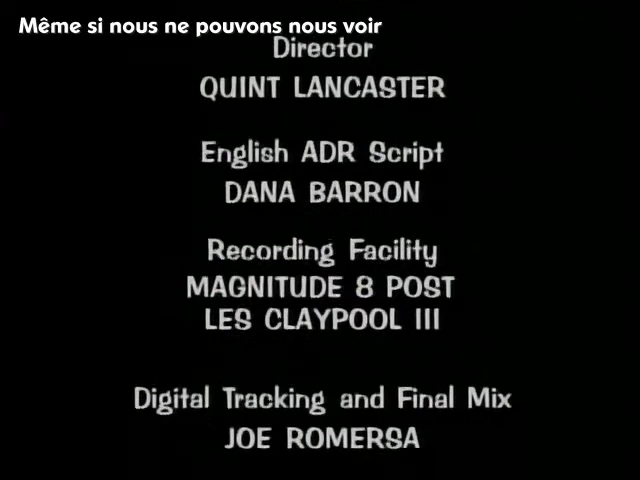 Même si nous ne pouvons nous voir
Director
QUINT LANCASTER
English ADR Script
DANA BARRON
Recording Facility
MAGNITUDE 8 POST
LES CLAYPOOL III
Digital Tracking and Final Mix
JOE ROMERSA